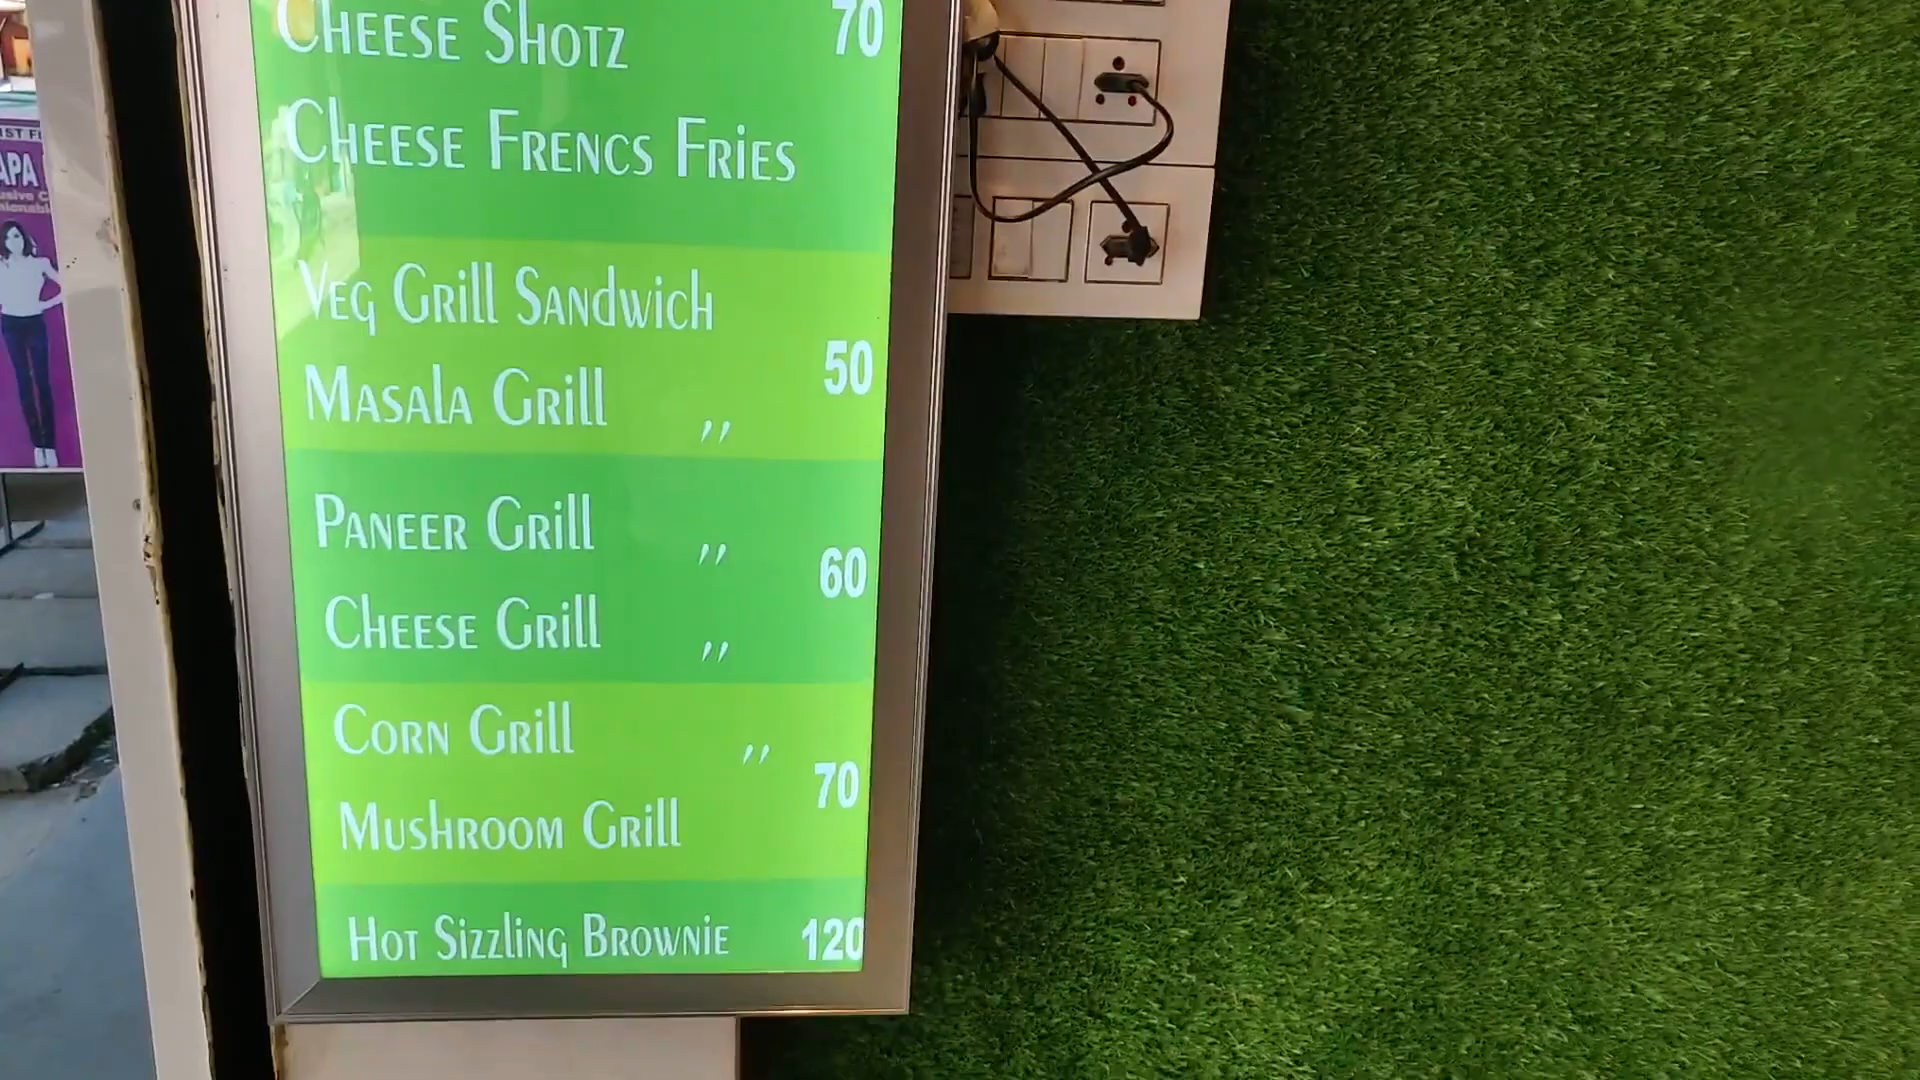 Cheese Shotz 70
Cheese Frencs Fries
Veg Grill Sandwich
50
Masala Grill ,,
Paneer Grill ,,
60
Cheese Grill ,,
Corn Grill ,,
70
Mushroom Grill
Hot Sizzling Brownie 120